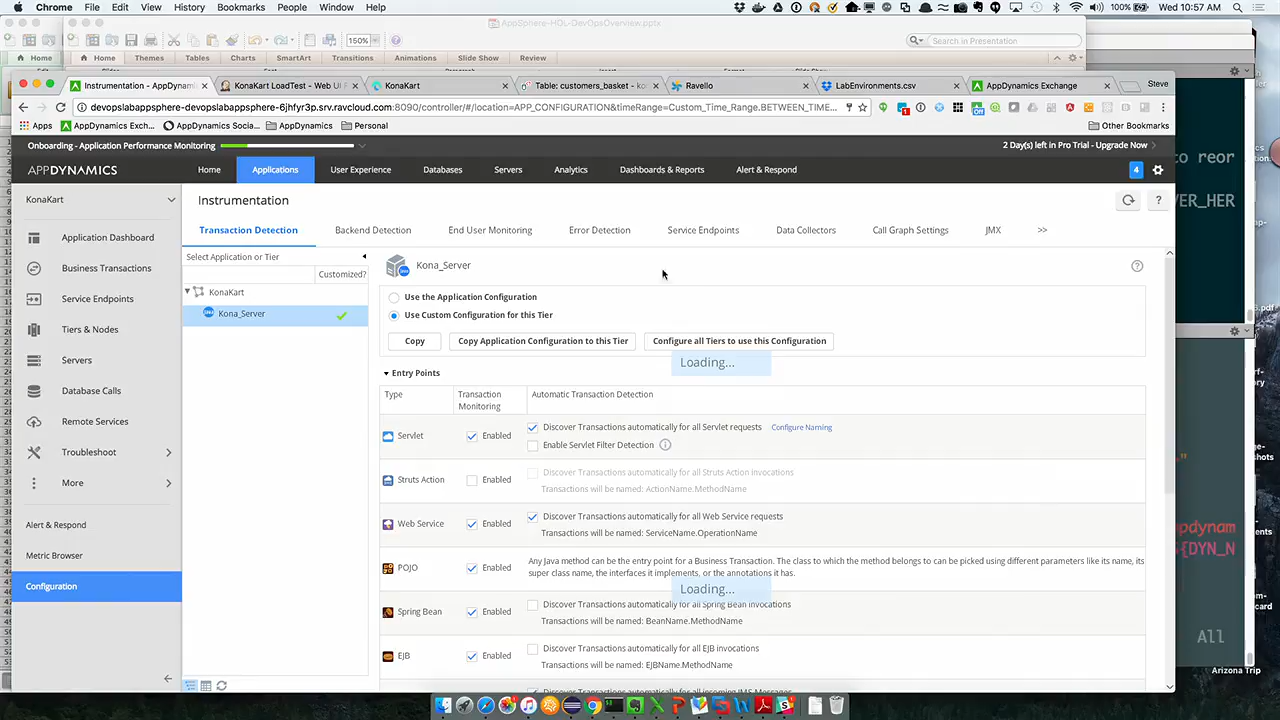 Chrome File Edit View History Bookmarks People Window Help 100% Wed 10:57 AM
AppSphere-HOL-DevOpsOverview.pptx
150% Search in Presentation
Home Home Themes Tables Charts SmartArt Transitions Animations Slide Show Review
Instrumentation - AppDynamics KonaKart LoadTest - Web UI KonaKart Table: customers_basket - ko Ravello LabEnvironments.csv AppDynamics Exchange Steve
devopslabappsphere-devopslabappsphere-6jhfyr3p.srv.ravcloud.com:8090/controller/#/location=APP_CONFIGURATION&timeRange=Custom_Time_Range.BETWEEN_TIME...
Apps AppDynamics Exch... AppDynamics Socia... AppDynamics Personal Other Bookmarks
Onboarding - Application Performance Monitoring 2 Day(s) left in Pro Trial - Upgrade Now
to reor
APPDYNAMICS Home Applications User Experience Databases Servers Analytics Dashboards & Reports Alert & Respond 4
KonaKart Instrumentation ?
VER_HER
Transaction Detection Backend Detection End User Monitoring Error Detection Service Endpoints Data Collectors Call Graph Settings JMX >>
Application Dashboard
Business Transactions
Service Endpoints
Tiers & Nodes
Servers
Database Calls
Remote Services
Troubleshoot
More
Alert & Respond
Metric Browser
Configuration
Select Application or Tier
Customized?
KonaKart
Kona_Server
Kona_Server
Use the Application Configuration
Use Custom Configuration for this Tier
Copy Copy Application Configuration to this Tier Configure all Tiers to use this Configuration
Loading...
Entry Points
Type Transaction Monitoring Automatic Transaction Detection
Servlet Enabled Discover Transactions automatically for all Servlet requests Configure Naming
Enable Servlet Filter Detection
Struts Action Enabled Discover Transactions automatically for all Struts Action invocations
Transactions will be named: ActionName.MethodName
Web Service Enabled Discover Transactions automatically for all Web Service requests
Transactions will be named: ServiceName.OperationName
POJO Enabled Any Java method can be the entry point for a Business Transaction. The class to which the method belongs to can be picked using different parameters like its name, its
super class name, the interfaces it implements, or the annotations it has.
Loading...
Spring Bean Enabled Discover Transactions automatically for all Spring Bean invocations
Transactions will be named: BeanName.MethodName
EJB Enabled Discover Transactions automatically for all EJB invocations
Transactions will be named: EJBName.MethodName
ppdynam
${DYN_N
All
Arizona Trip